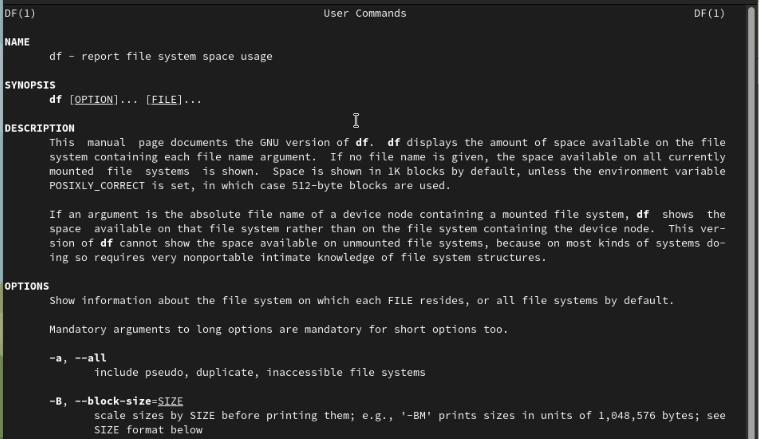 DF(1) User Commands DF(1)
NAME
df - report file system space usage
SYNOPSIS
df [OPTION]... [FILE]...
DESCRIPTION
This manual page documents the GNU version of df. df displays the amount of space available on the file
system containing each file name argument. If no file name is given, the space available on all currently
mounted file systems is shown. Space is shown in 1K blocks by default, unless the environment variable
POSIXLY_CORRECT is set, in which case 512-byte blocks are used.
If an argument is the absolute file name of a device node containing a mounted file system, df shows the
space available on that file system rather than on the file system containing the device node. This ver-
sion of df cannot show the space available on unmounted file systems, because on most kinds of systems do-
ing so requires very nonportable intimate knowledge of file system structures.
OPTIONS
Show information about the file system on which each FILE resides, or all file systems by default.
Mandatory arguments to long options are mandatory for short options too.
-a, --all
include pseudo, duplicate, inaccessible file systems
-B, --block-size=SIZE
scale sizes by SIZE before printing them; e.g., '-BM' prints sizes in units of 1,048,576 bytes; see
SIZE format below